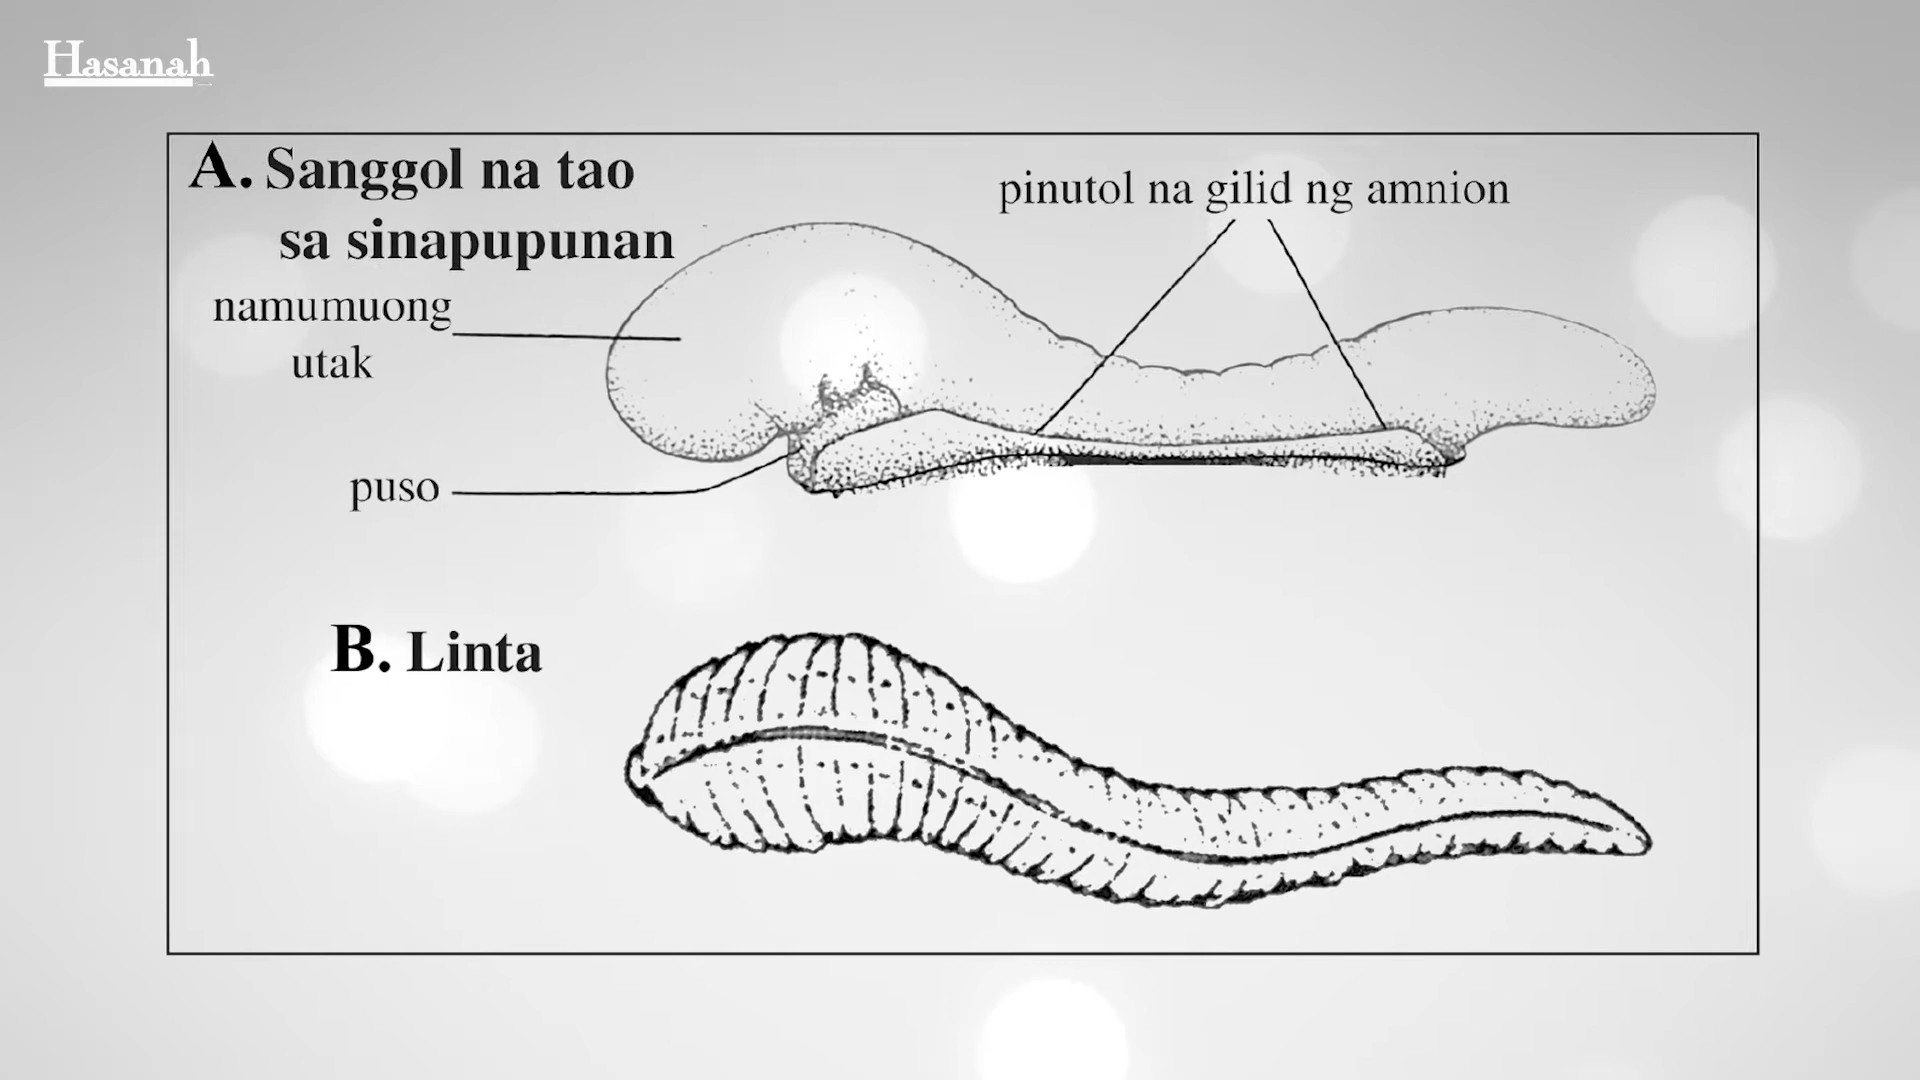 Hasanah
A. Sanggol na tao
sa sinapupunan
pinutol na gilid ng amnion
namumuong
utak
puso
B. Linta